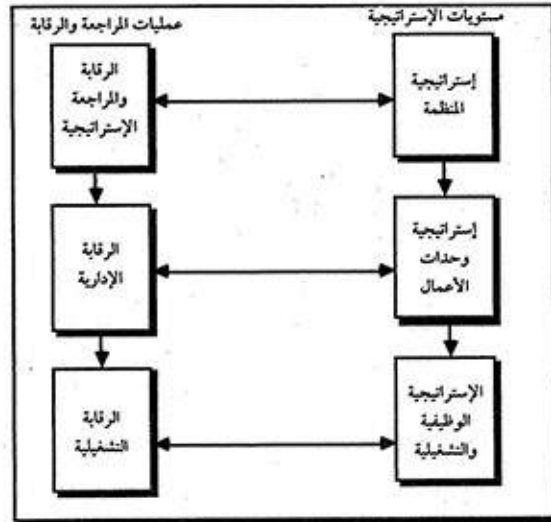 مستويات الإستراتيجية
عمليات المراجعة والرقابة
إستراتيجية
المنظمة
الرقابة
والمراجعة
الإستراتيجية
إستراتيجية
وحدات
الأعمال
الرقابة
الإدارية
الإستراتيجية
الوظيفية
والتشغيلية
الرقابة
التشغيلية